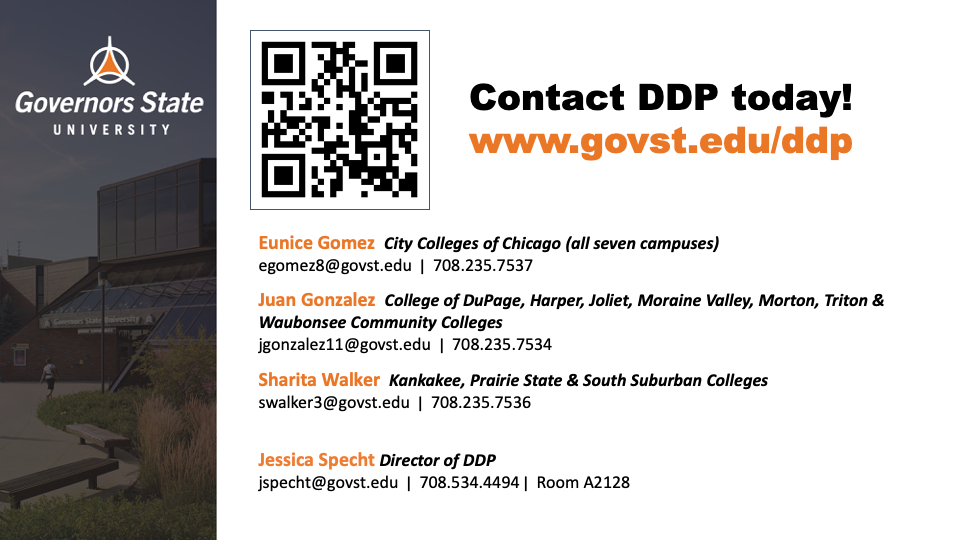 Governors State
UNIVERSITY
Governors State University
Contact DDP today!
www.govst.edu/ddp
Eunice Gomez City Colleges of Chicago (all seven campuses)
egomez8@govst.edu | 708.235.7537
Juan Gonzalez College of DuPage, Harper, Joliet, Moraine Valley, Morton, Triton &
Waubonsee Community Colleges
jgonzalez11@govst.edu | 708.235.7534
Sharita Walker Kankakee, Prairie State & South Suburban Colleges
swalker3@govst.edu | 708.235.7536
Jessica Specht Director of DDP
jspecht@govst.edu | 708.534.4494 | Room A2128